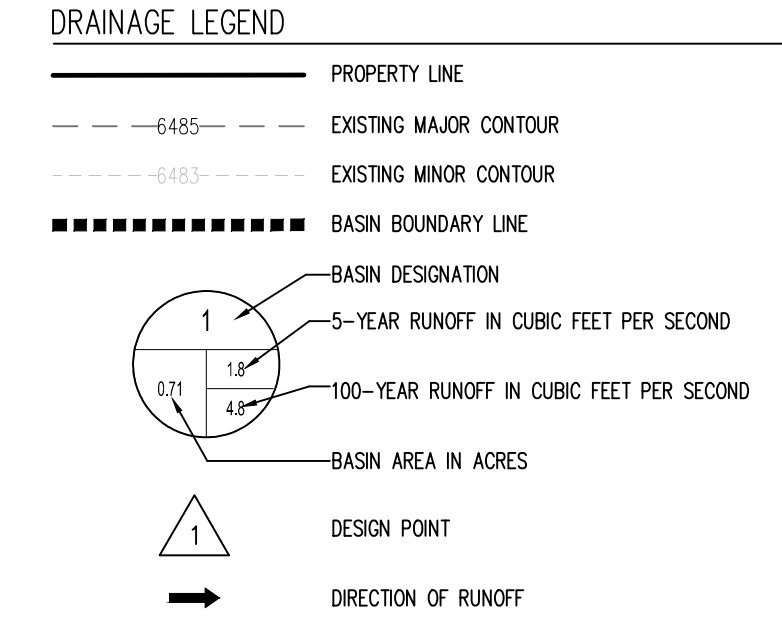 DRAINAGE LEGEND
PROPERTY LINE
6485 EXISTING MAJOR CONTOUR
6483 EXISTING MINOR CONTOUR
BASIN BOUNDARY LINE
BASIN DESIGNATION
1
5-YEAR RUNOFF IN CUBIC FEET PER SECOND
1.8
0.71
100-YEAR RUNOFF IN CUBIC FEET PER SECOND
4.8
BASIN AREA IN ACRES
1 DESIGN POINT
DIRECTION OF RUNOFF